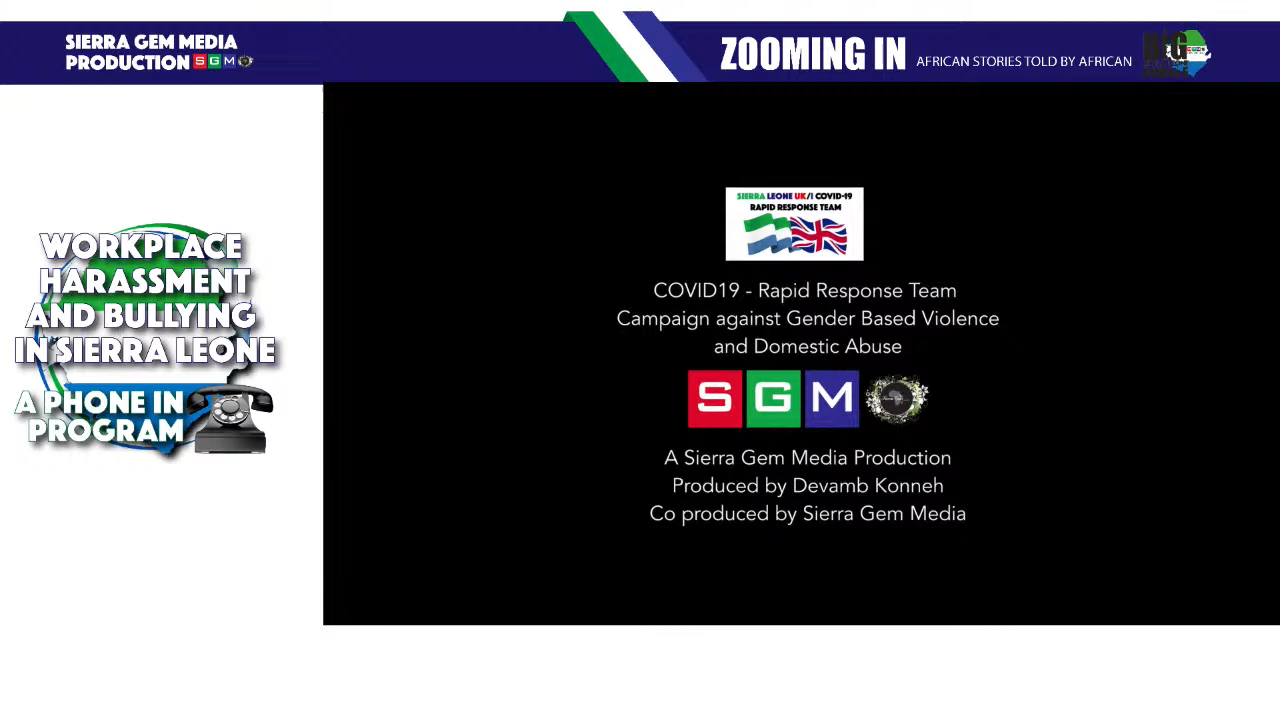 SIERRA GEM MEDIA
PRODUCTION SGM
ZOOMING IN
AFRICAN STORIES TOLD BY AFRICAN
WORKPLACE
HARASSMENT
AND BULLYING
IN SIERRA LEONE
A PHONE IN
PROGRAM
SIERRA LEONE UK/I COVID-19
RAPID RESPONSE TEAM
COVID19 - Rapid Response Team
Campaign against Gender Based Violence
and Domestic Abuse
SGM
A Sierra Gem Media Production
Produced by Devamb Konneh
Co produced by Sierra Gem Media